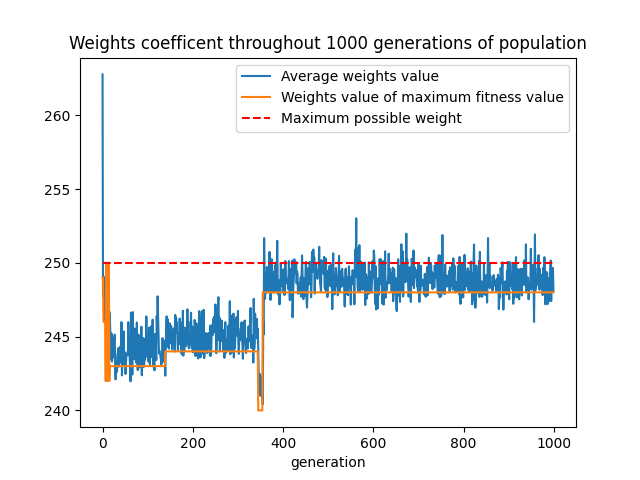 Weights coefficent throughout 1000 generations of population
Average weights value
Weights value of maximum fitness value
Maximum possible weight
260
255
250
245
240
0 200 400 600 800 1000
generation